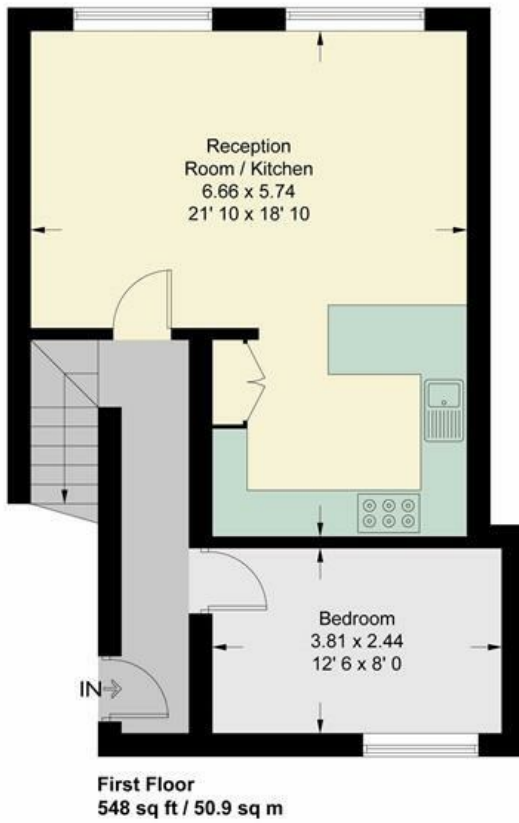 Reception
Room / Kitchen
6.66 x 5.74
21' 10 x 18' 10
Bedroom
3.81 x 2.44
12' 6 x 8' 0
IN
First Floor
548 sq ft / 50.9 sq m